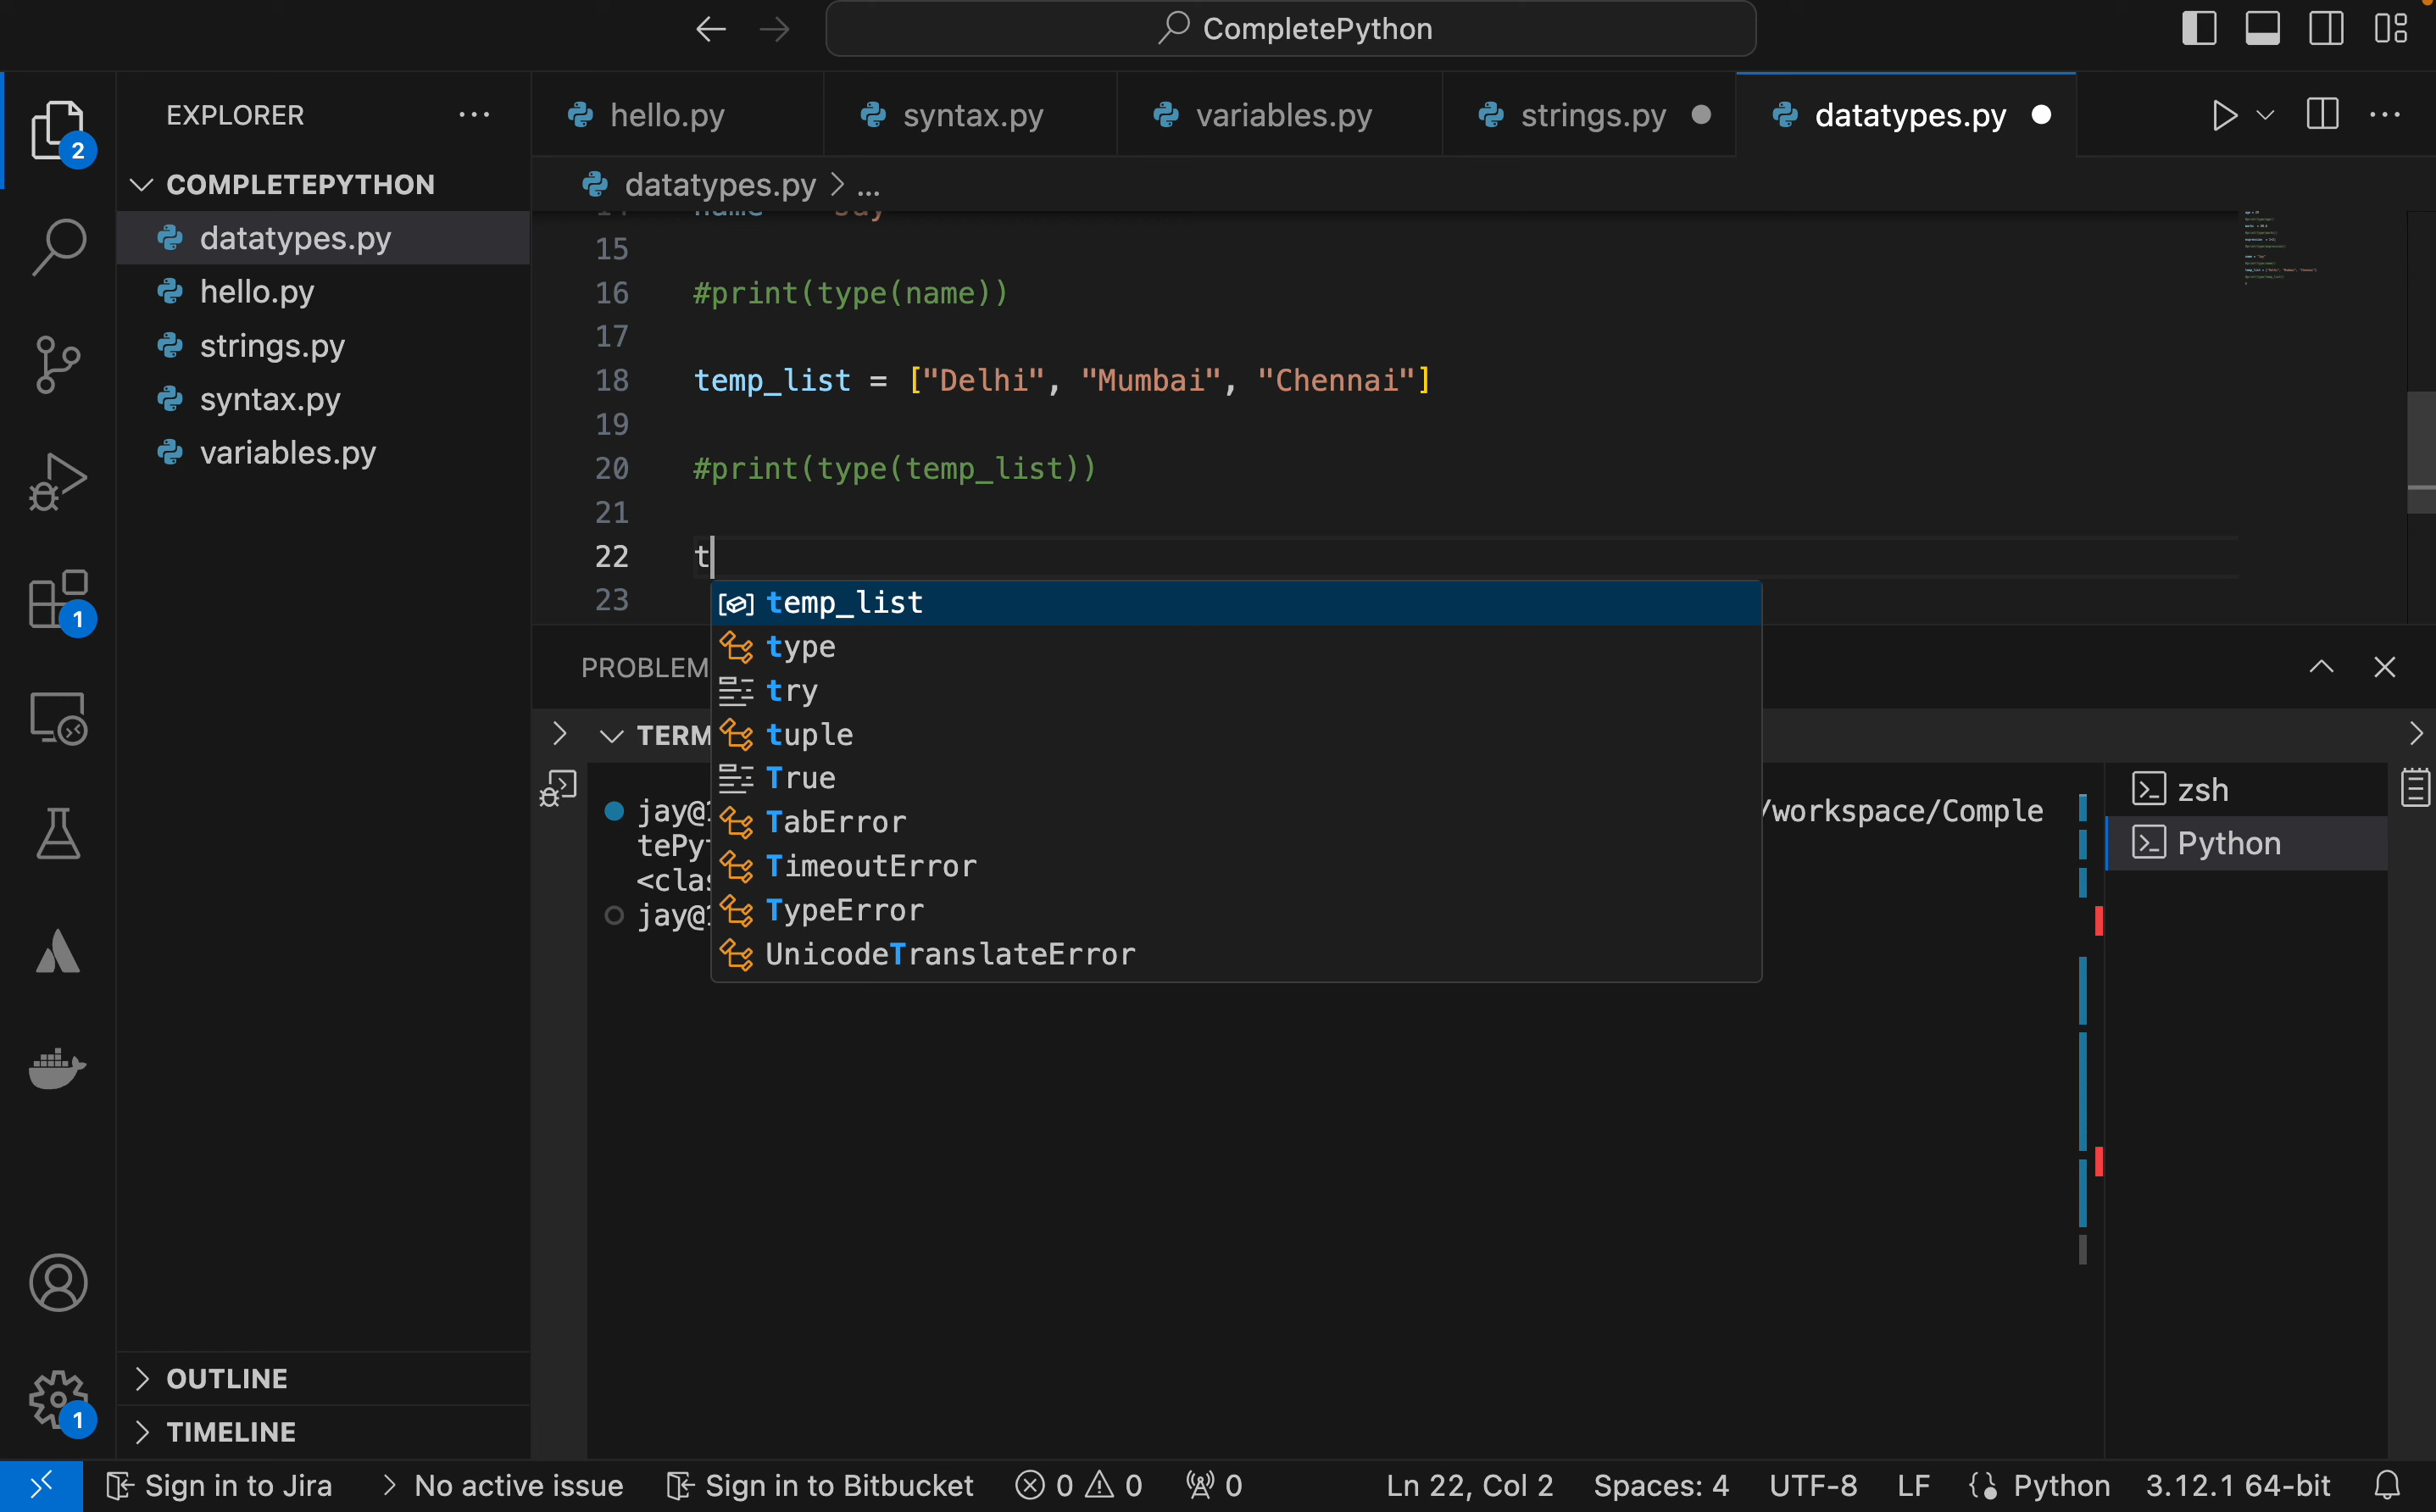 CompletePython
EXPLORER
hello.py
syntax.py
variables.py
strings.py
datatypes.py
2
COMPLETEPYTHON
datatypes.py > ...
datatypes.py
hello.py
strings.py
syntax.py
variables.py
15
16 #print(type(name))
17
18 temp_list = ["Delhi", "Mumbai", "Chennai"]
19
20 #print(type(temp_list))
21
22 t
23
temp_list
type
try
tuple
True
TabError
TimeoutError
TypeError
UnicodeTranslateError
1
PROBLEM
TERM
jay@
/workspace/Comple
tePy
<clas
jay@
zsh
Python
OUTLINE
1
TIMELINE
Sign in to Jira
No active issue
Sign in to Bitbucket
0 0
0
Ln 22, Col 2
Spaces: 4
UTF-8
LF
Python
3.12.1 64-bit